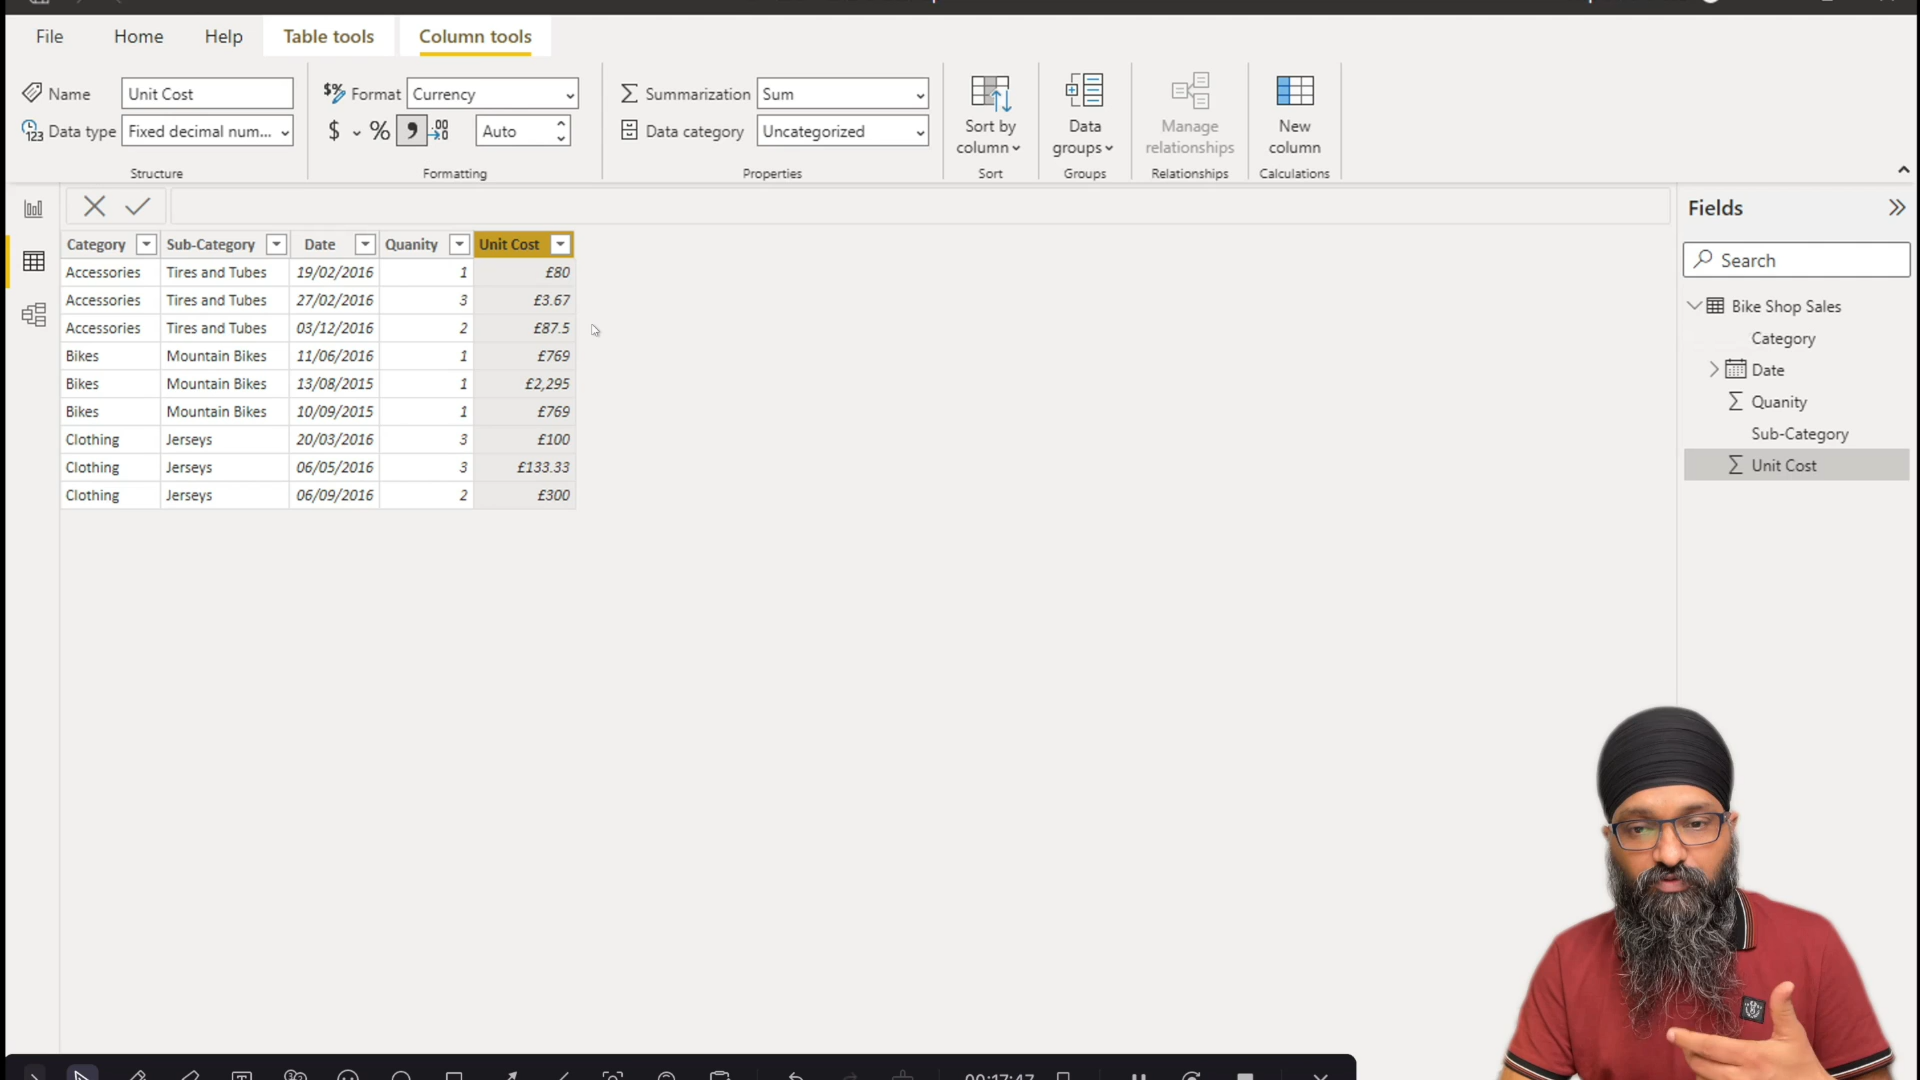 File Home Help Table tools Column tools
Name Unit Cost $% Format Currency Summarization Sum
Data type Fixed decimal num... $ % , .00 Auto Data category Uncategorized
Sort by column Data groups Manage relationships New column
Structure Formatting Properties Sort Groups Relationships Calculations
Fields
Search
Category Sub-Category Date Quanity Unit Cost
Accessories Tires and Tubes 19/02/2016 1 £80
Accessories Tires and Tubes 27/02/2016 3 £3.67
Accessories Tires and Tubes 03/12/2016 2 £87.5
Bikes Mountain Bikes 11/06/2016 1 £769
Bikes Mountain Bikes 13/08/2015 1 £2,295
Bikes Mountain Bikes 10/09/2015 1 £769
Clothing Jerseys 20/03/2016 3 £100
Clothing Jerseys 06/05/2016 3 £133.33
Clothing Jerseys 06/09/2016 2 £300
Bike Shop Sales
Category
Date
Quanity
Sub-Category
Unit Cost
00:17:47